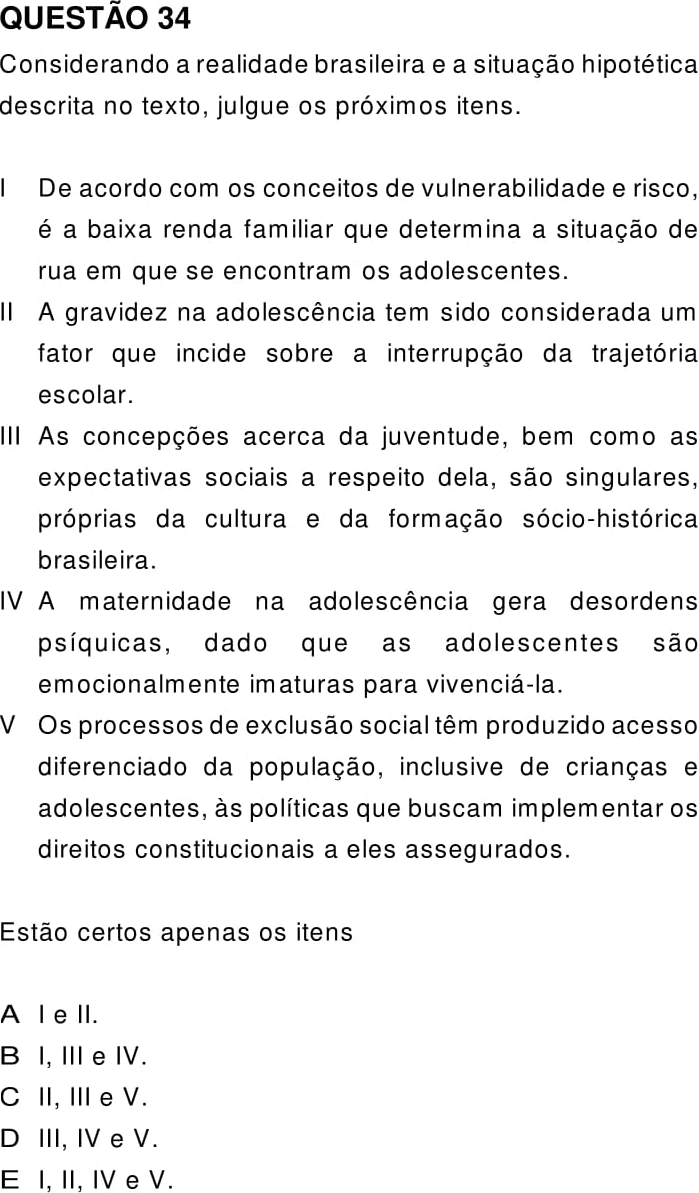 QUESTÃO 34
Considerando a realidade brasileira e a situação hipotética
descrita no texto, julgue os próximos itens.
I De acordo com os conceitos de vulnerabilidade e risco,
é a baixa renda familiar que determina a situação de
rua em que se encontram os adolescentes.
II A gravidez na adolescência tem sido considerada um
fator que incide sobre a interrupção da trajetória
escolar.
III As concepções acerca da juventude, bem como as
expectativas sociais a respeito dela, são singulares,
próprias da cultura e da formação sócio-histórica
brasileira.
IV A maternidade na adolescência gera desordens
psíquicas, dado que as adolescentes são
emocionalmente imaturas para vivenciá-la.
V Os processos de exclusão social têm produzido acesso
diferenciado da população, inclusive de crianças e
adolescentes, às políticas que buscam implementar os
direitos constitucionais a eles assegurados.
Estão certos apenas os itens
A I e II.
B I, III e IV.
C II, III e V.
D III, IV e V.
E I, II, IV e V.